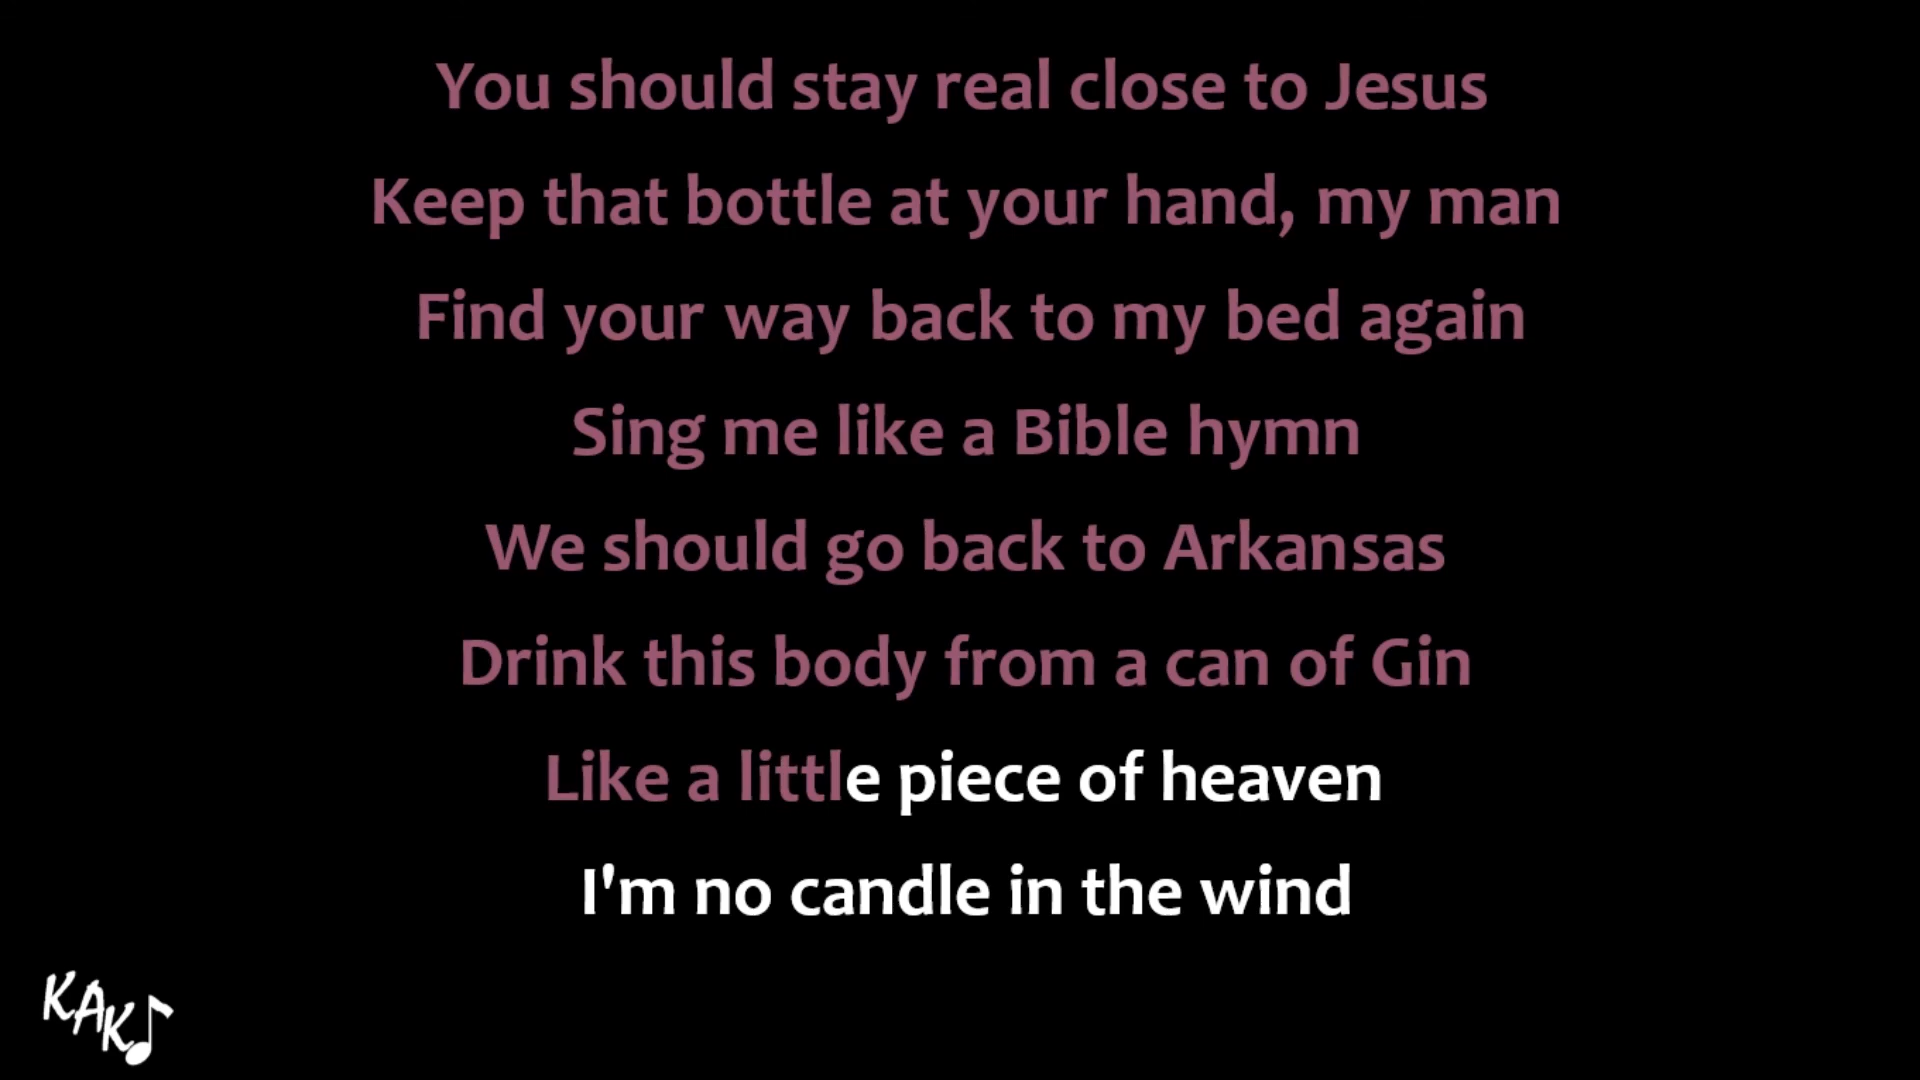 You should stay real close to Jesus
Keep that bottle at your hand, my man
Find your way back to my bed again
Sing me like a Bible hymn
We should go back to Arkansas
Drink this body from a can of Gin
Like a little piece of heaven
I'm no candle in the wind
KAK